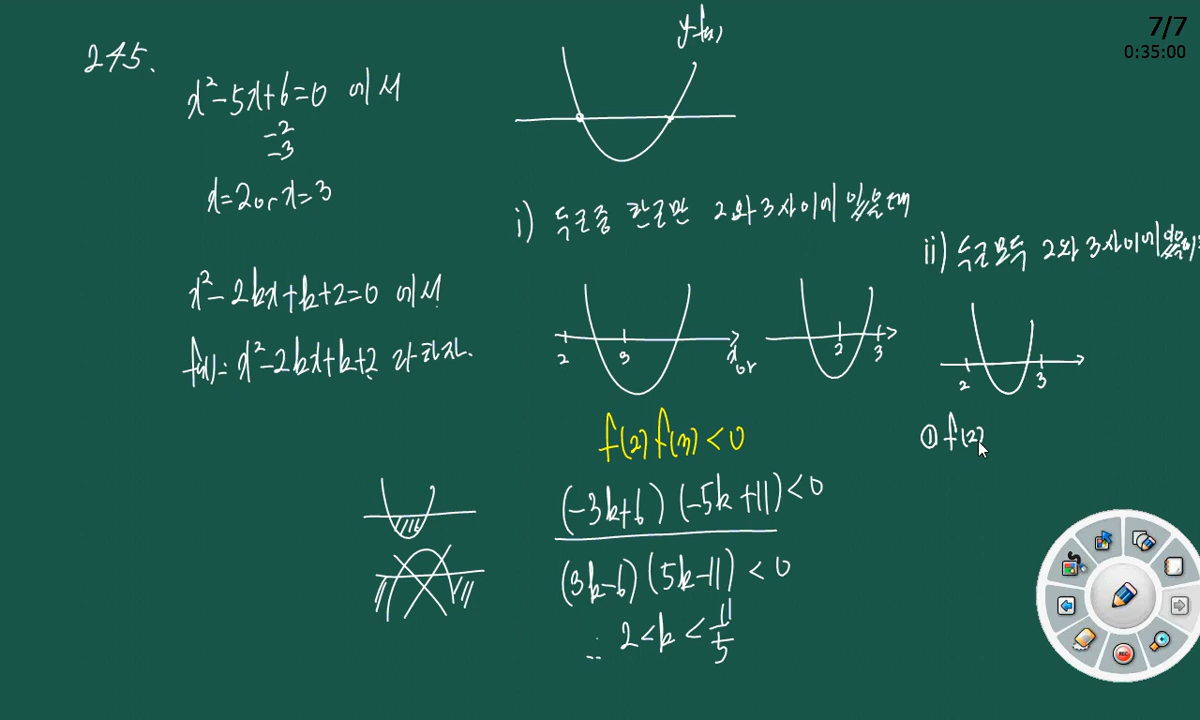 7/7
0:35:00
245.
x²-5x+6=0 에서
-2
-3
x=2 or x=3
x²-2kx+k+2=0 에서
f(x)=x²-2kx+k+2 라 하자.
y=f(x)
i) 두근중 한근만 2와 3사이에 있을때
2 3 x
or
2 3
f(2)f(3)<0
(-3k+6)(-5k+11)<0
(3k-6)(5k-11)<0
∴ 2<k<11/5
ii) 두근모두 2와 3사이에
2 3
① f(2)
REC